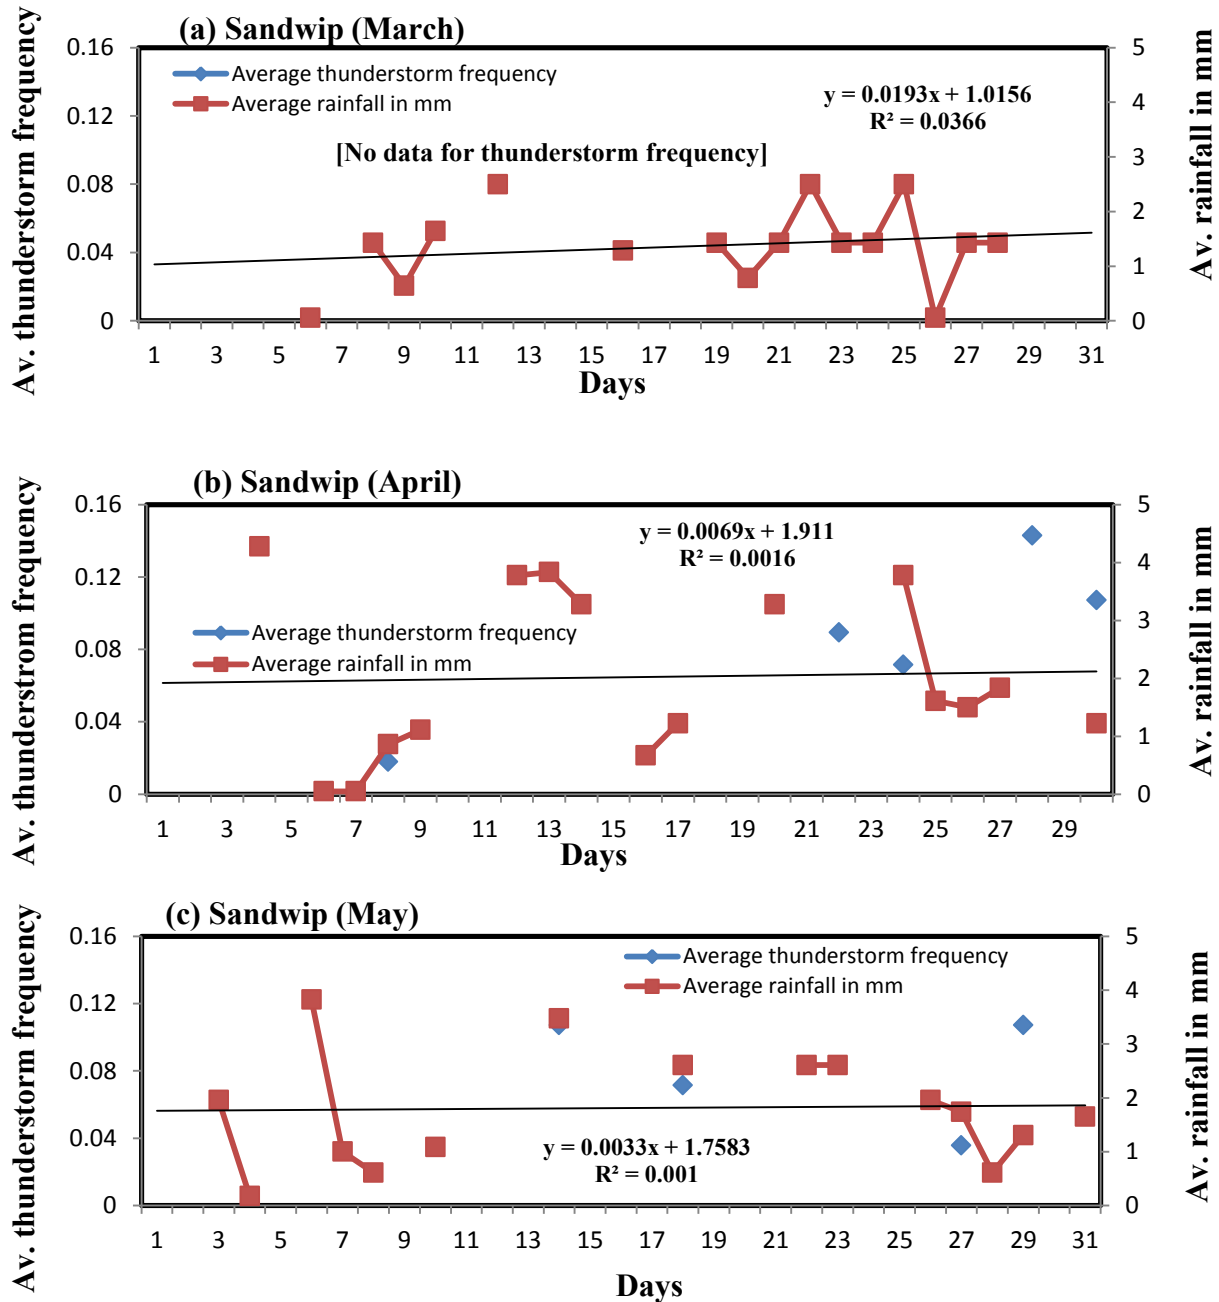 (a) Sandwip (March)
Av. thunderstorm frequency
0.16
0.12
0.08
0.04
0
Average thunderstorm frequency
Average rainfall in mm
y = 0.0193x + 1.0156
R² = 0.0366
[No data for thunderstorm frequency]
5
4
3
2
1
0
Av. rainfall in mm
1 3 5 7 9 11 13 15 17 19 21 23 25 27 29 31
Days
(b) Sandwip (April)
Av. thunderstrom frequency
0.16
0.12
0.08
0.04
0
y = 0.0069x + 1.911
R² = 0.0016
Average thunderstorm frequency
Average rainfall in mm
5
4
3
2
1
0
Av. rainfall in mm
1 3 5 7 9 11 13 15 17 19 21 23 25 27 29
Days
(c) Sandwip (May)
Av. thunderstorm frequency
0.16
0.12
0.08
0.04
0
Average thunderstorm frequency
Average rainfall in mm
y = 0.0033x + 1.7583
R² = 0.001
5
4
3
2
1
0
Av. rainfall in mm
1 3 5 7 9 11 13 15 17 19 21 23 25 27 29 31
Days